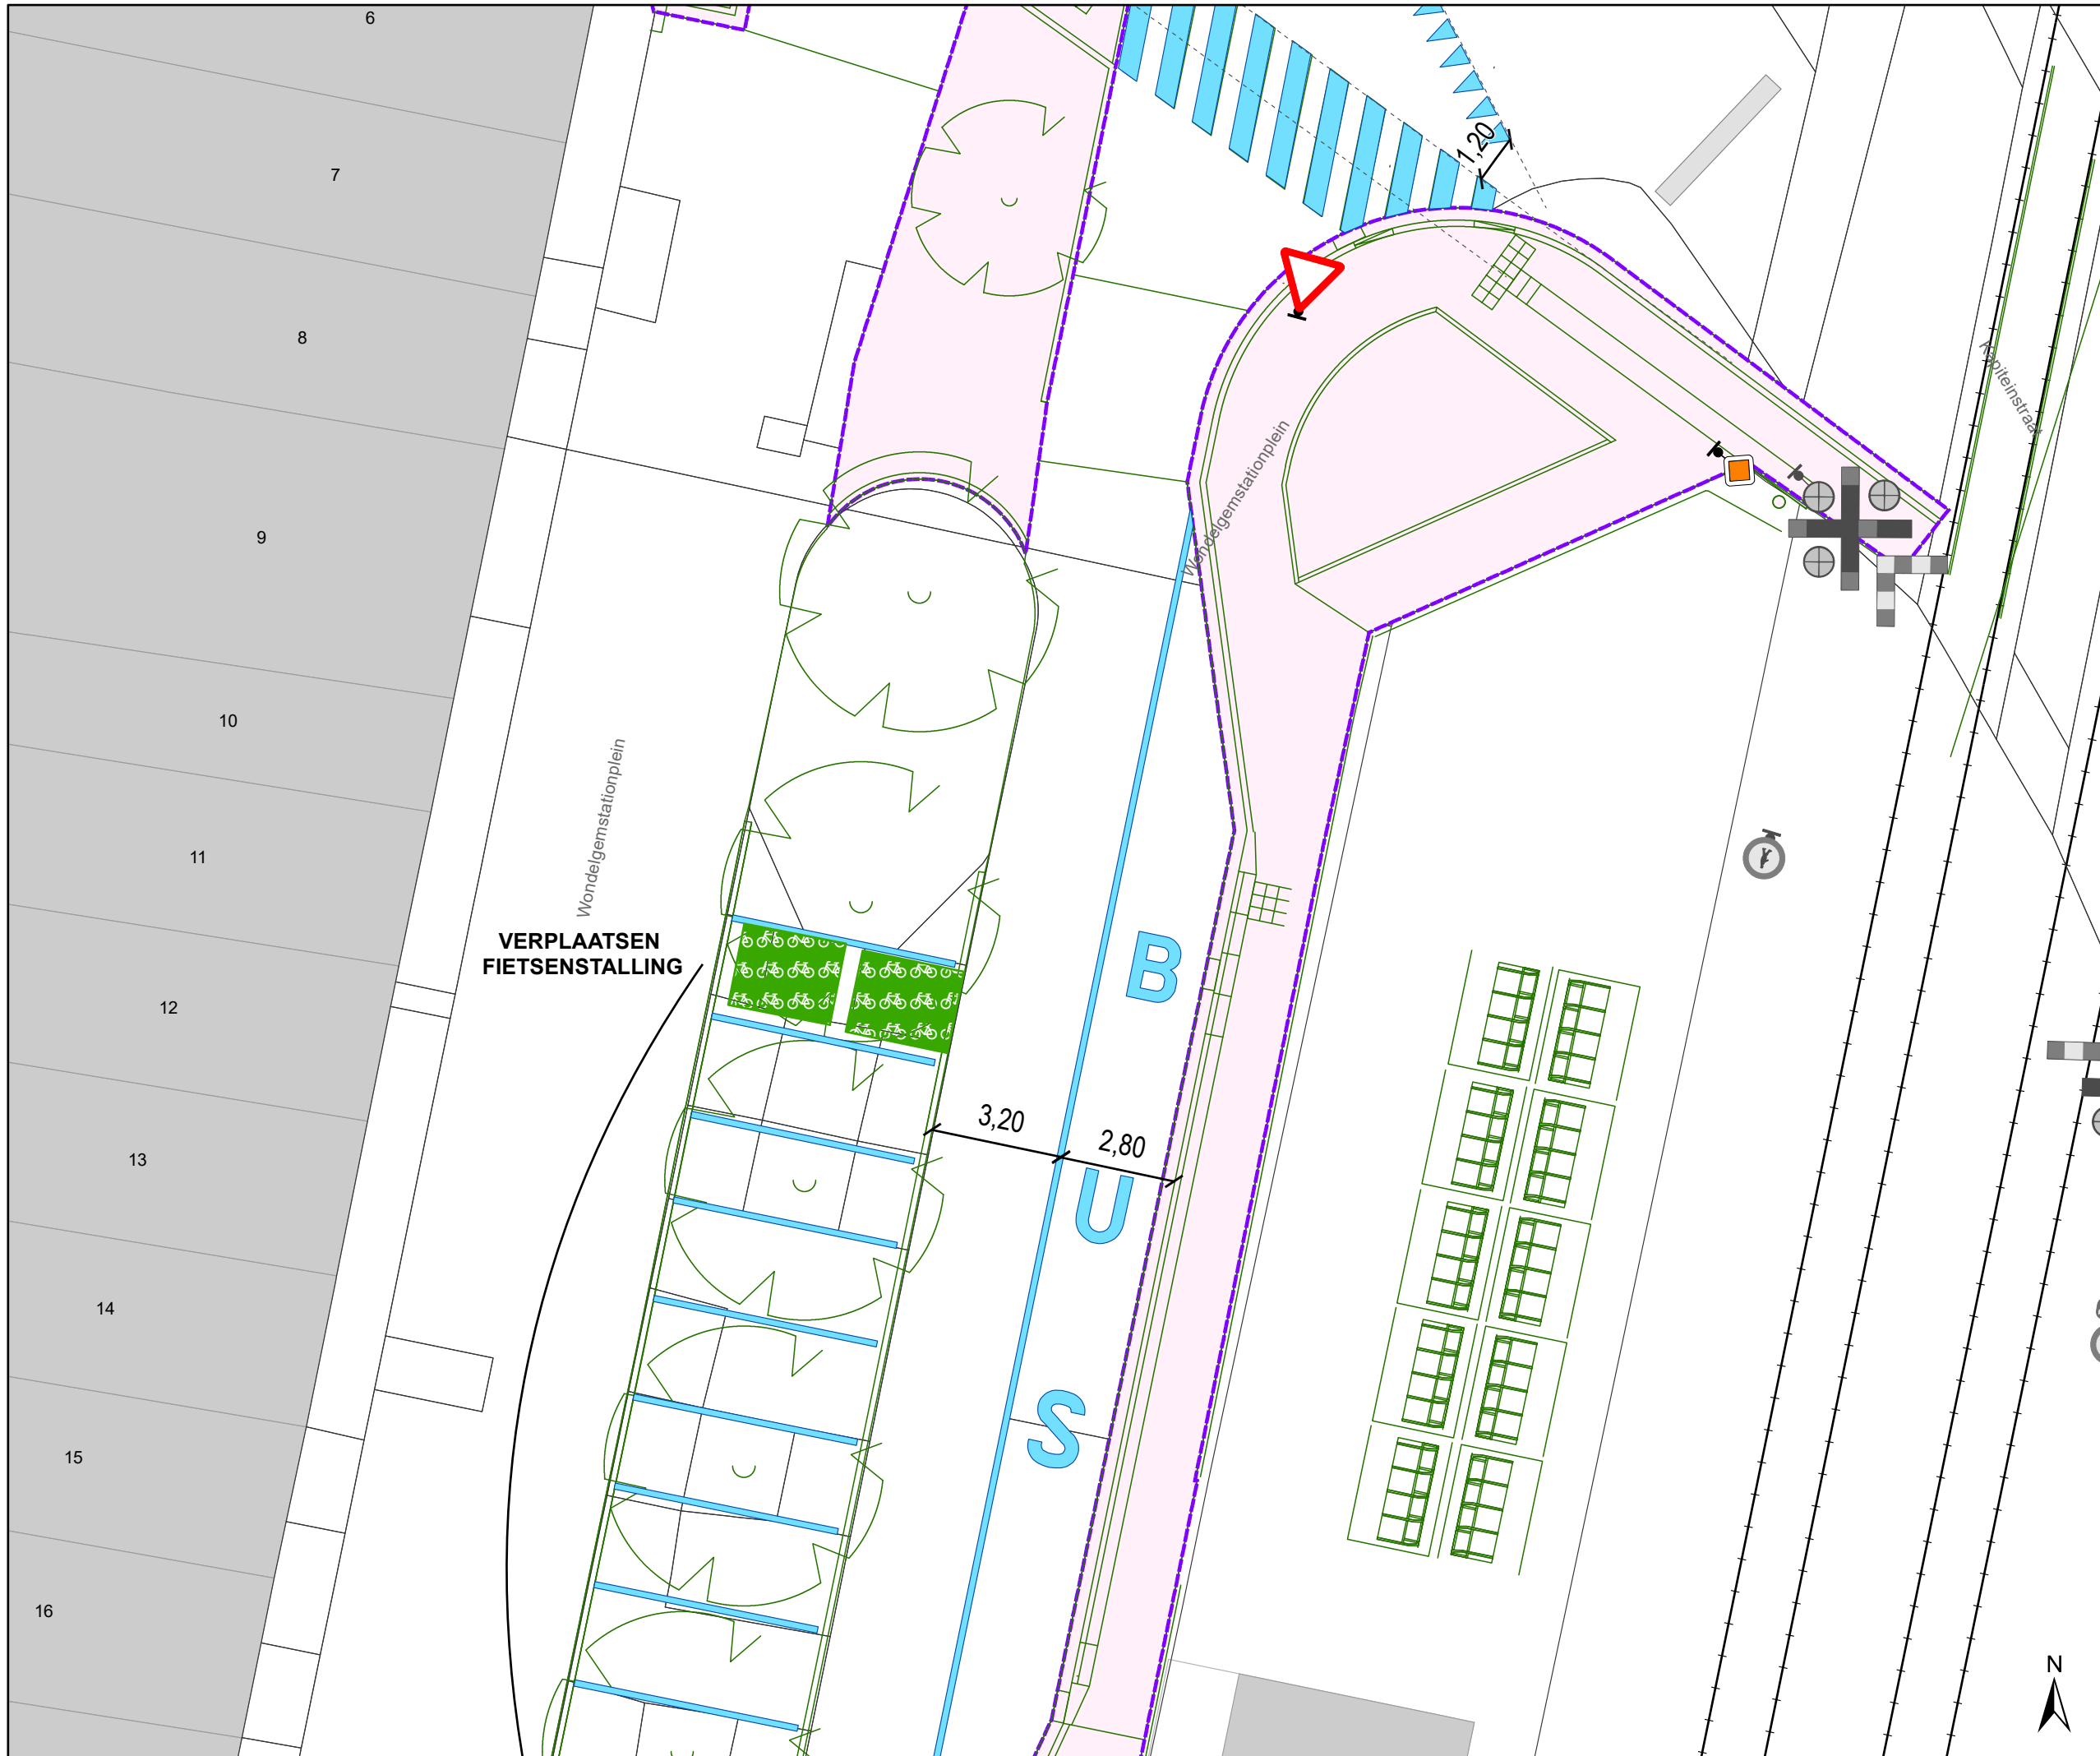 6
7
8
9
10
11
12
13
14
15
16
1,20
Kapiteinstraat
Wondelgemstationplein
Wondelgemstationplein
VERPLAATSEN
FIETSENSTALLING
B
U
S
3,20
2,80
N